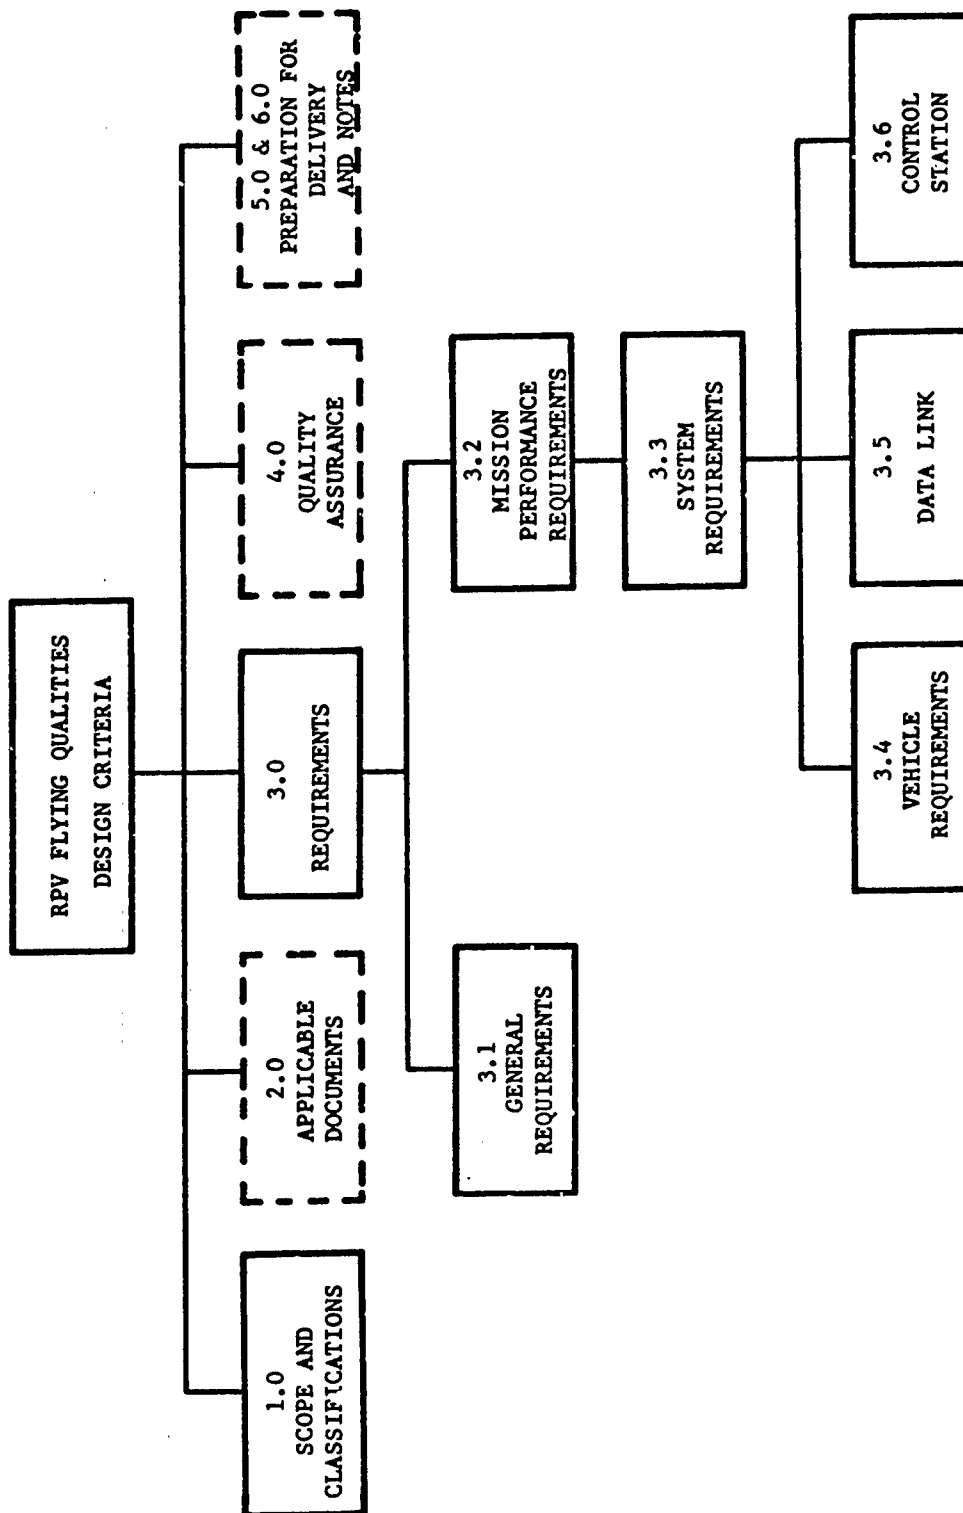 RPV FLYING QUALITIES
DESIGN CRITERIA
1.0
SCOPE AND
CLASSIFICATIONS
2.0
APPLICABLE
DOCUMENTS
3.0
REQUIREMENTS
4.0
QUALITY
ASSURANCE
5.0 & 6.0
PREPARATION FOR
DELIVERY
AND NOTES
3.1
GENERAL
REQUIREMENTS
3.2
MISSION
PERFORMANCE
REQUIREMENTS
3.3
SYSTEM
REQUIREMENTS
3.4
VEHICLE
REQUIREMENTS
3.5
DATA LINK
3.6
CONTROL
STATION